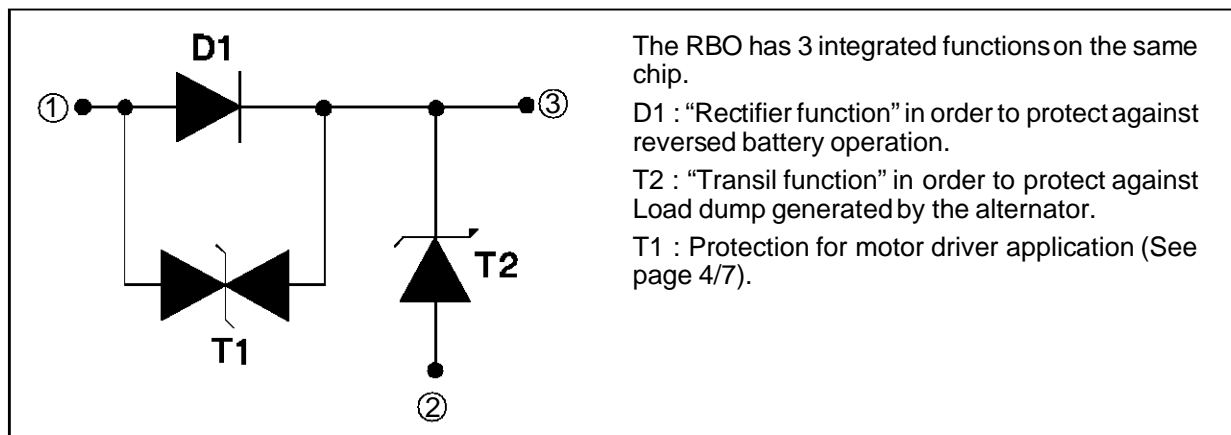 D1
①
③
T2
T1
②
The RBO has 3 integrated functions on the same
chip.
D1 : “Rectifier function” in order to protect against
reversed battery operation.
T2 : “Transil function” in order to protect against
Load dump generated by the alternator.
T1 : Protection for motor driver application (See
page 4/7).